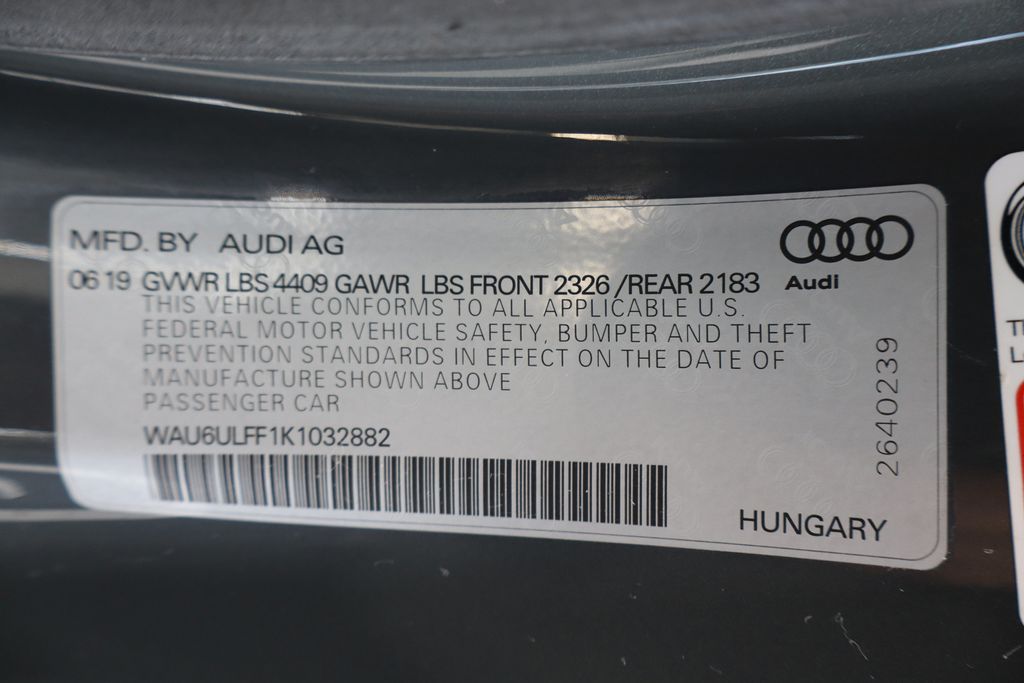 MFD. BY AUDI AG
06 19 GVWR LBS 4409 GAWR LBS FRONT 2326 /REAR 2183
THIS VEHICLE CONFORMS TO ALL APPLICABLE U.S.
FEDERAL MOTOR VEHICLE SAFETY, BUMPER AND THEFT
PREVENTION STANDARDS IN EFFECT ON THE DATE OF
MANUFACTURE SHOWN ABOVE
PASSENGER CAR
WAU6ULFF1K1032882
Audi
2640239
HUNGARY